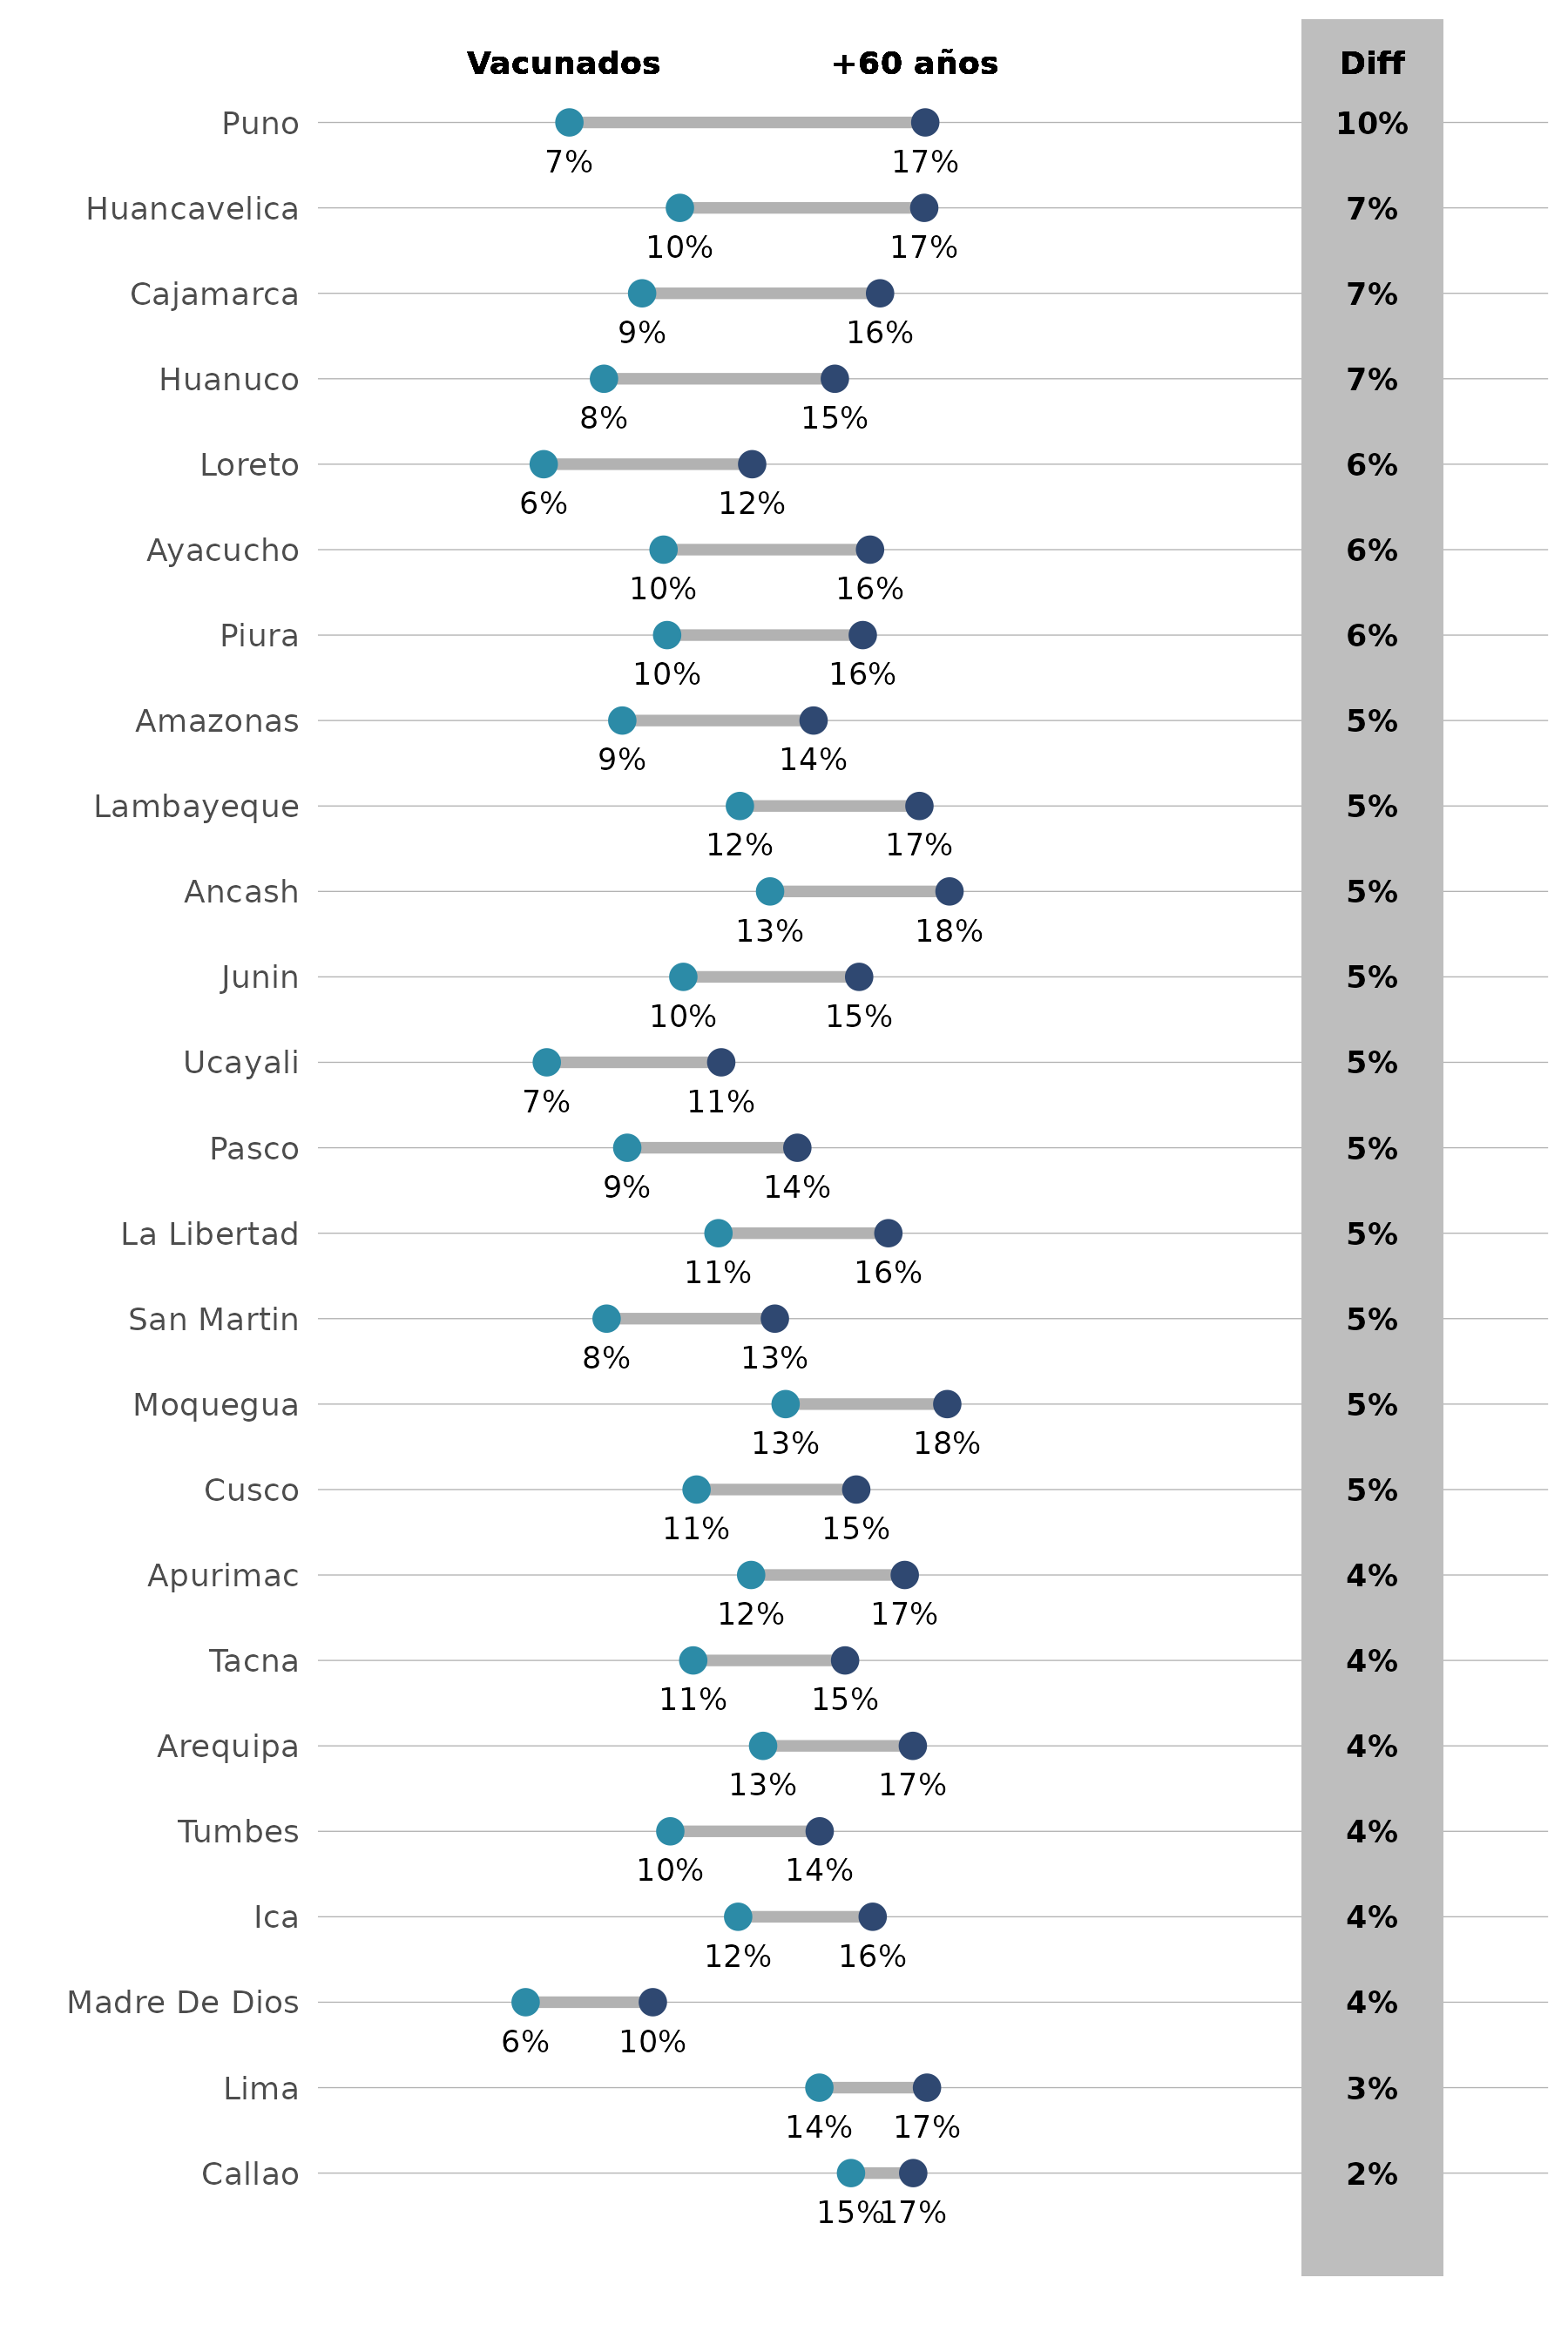 Vacunados +60 años Diff
Puno 10%
7% 17%
Huancavelica 7%
10% 17%
Cajamarca 7%
9% 16%
Huanuco 7%
8% 15%
Loreto 6%
6% 12%
Ayacucho 6%
10% 16%
Piura 6%
10% 16%
Amazonas 5%
9% 14%
Lambayeque 5%
12% 17%
Ancash 5%
13% 18%
Junin 5%
10% 15%
Ucayali 5%
7% 11%
Pasco 5%
9% 14%
La Libertad 5%
11% 16%
San Martin 5%
8% 13%
Moquegua 5%
13% 18%
Cusco 5%
11% 15%
Apurimac 4%
12% 17%
Tacna 4%
11% 15%
Arequipa 4%
13% 17%
Tumbes 4%
10% 14%
Ica 4%
12% 16%
Madre De Dios 4%
6% 10%
Lima 3%
14% 17%
Callao 2%
15% 17%